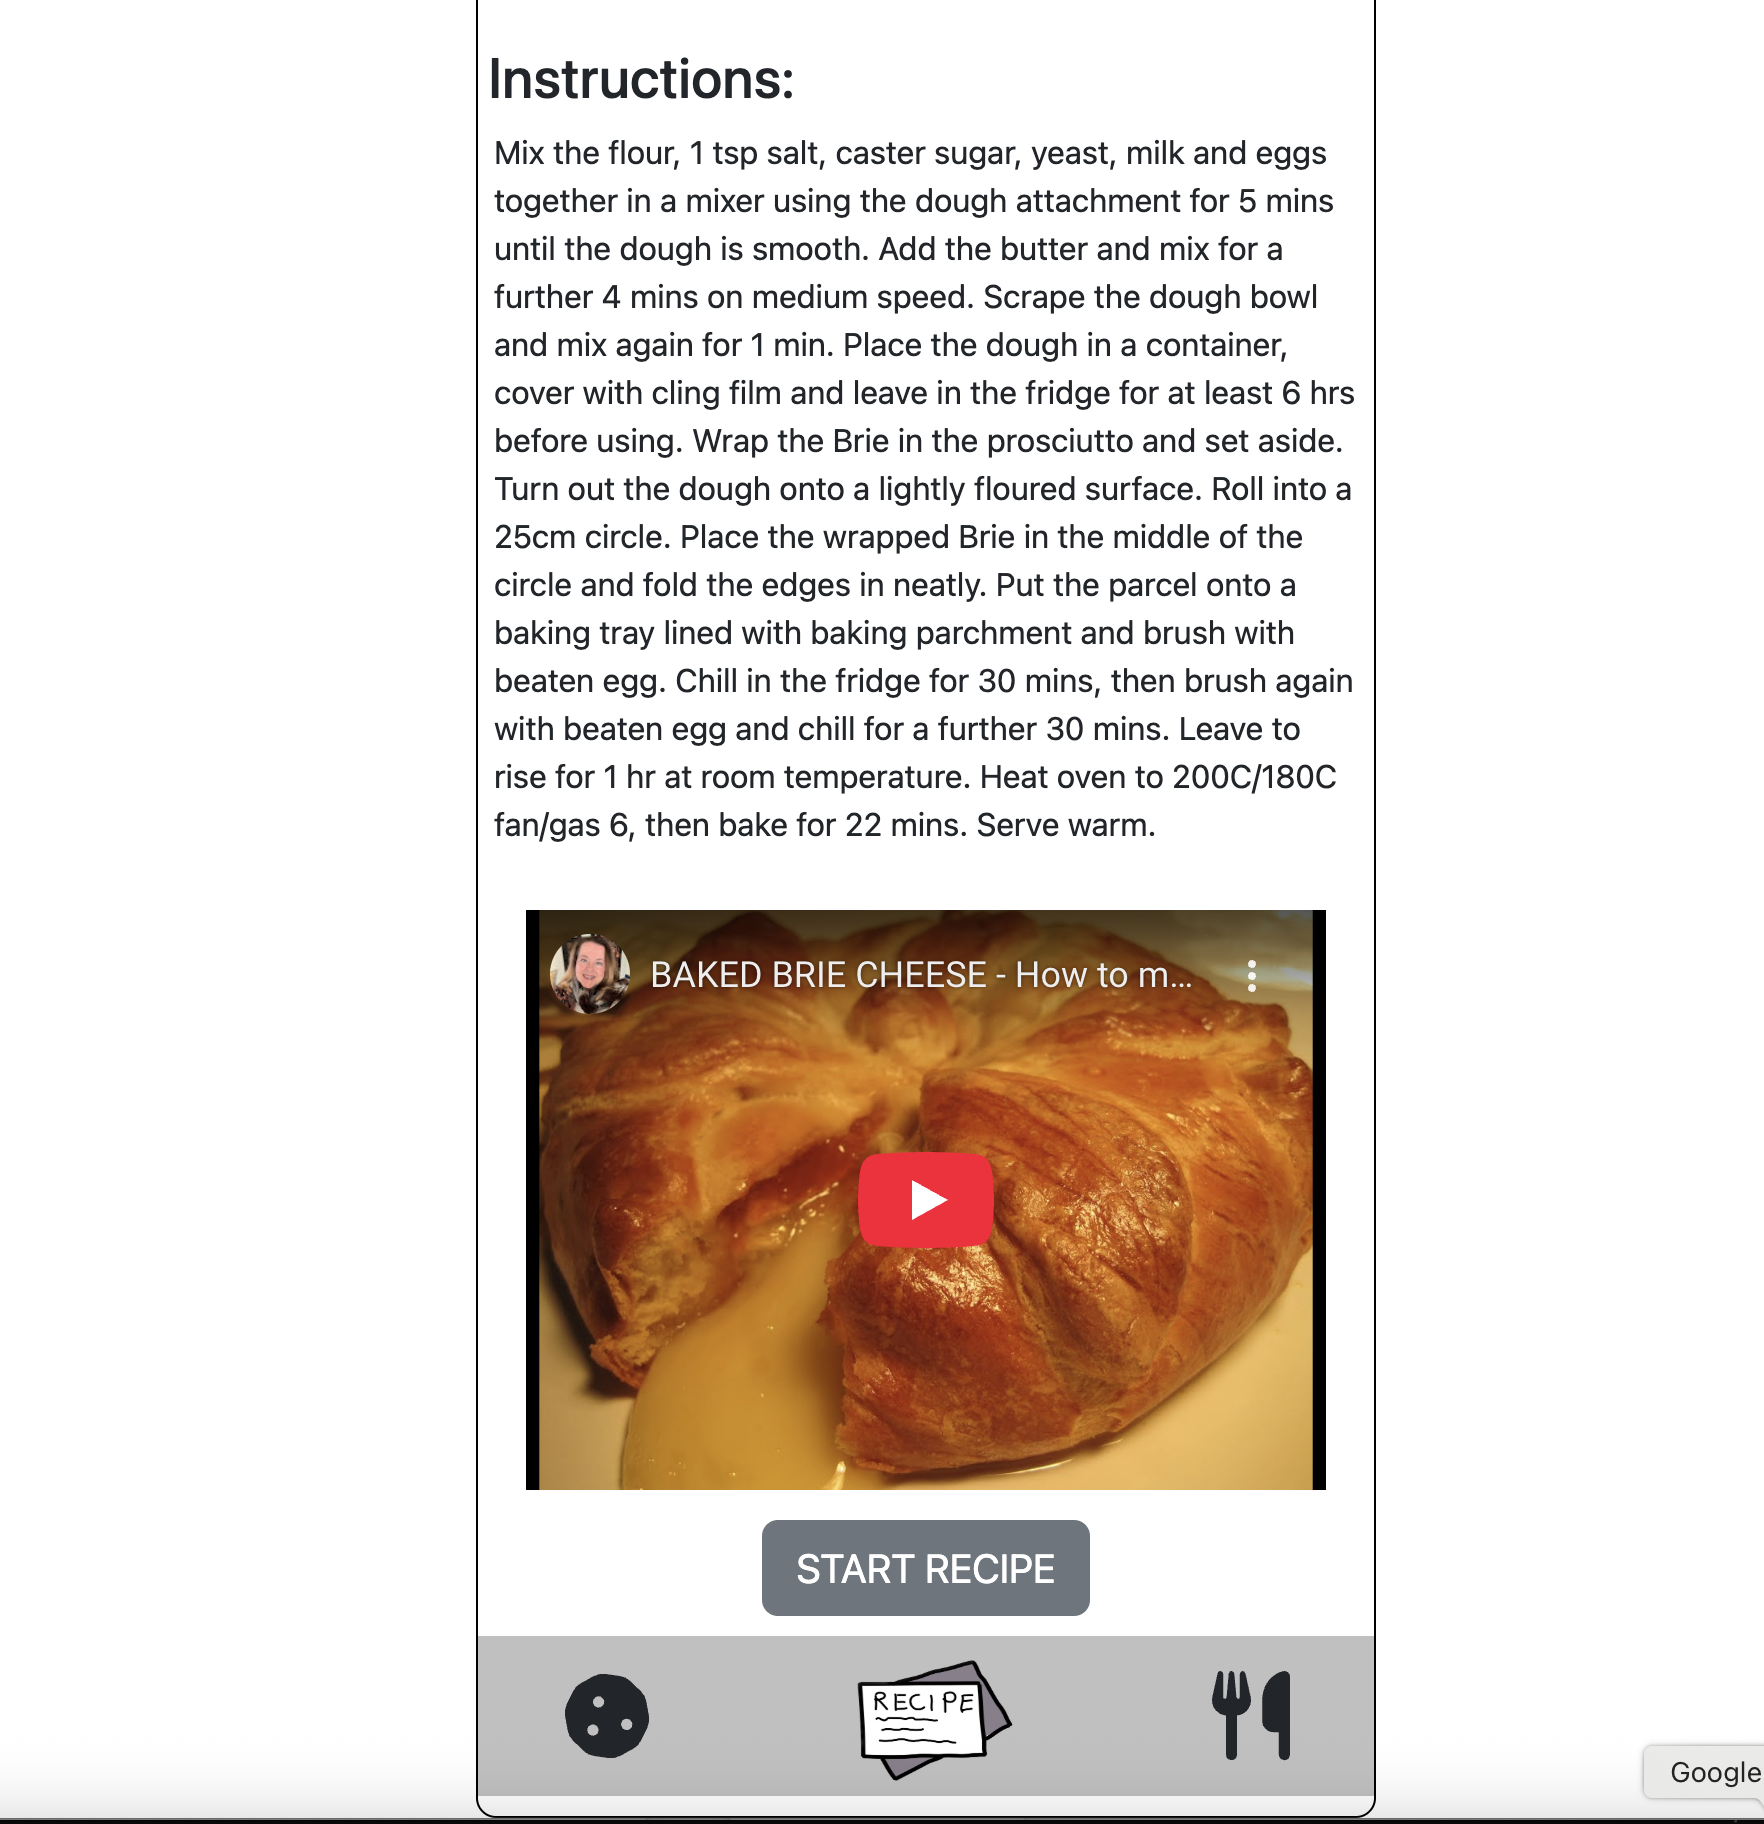 Instructions:
Mix the flour, 1 tsp salt, caster sugar, yeast, milk and eggs
together in a mixer using the dough attachment for 5 mins
until the dough is smooth. Add the butter and mix for a
further 4 mins on medium speed. Scrape the dough bowl
and mix again for 1 min. Place the dough in a container,
cover with cling film and leave in the fridge for at least 6 hrs
before using. Wrap the Brie in the prosciutto and set aside.
Turn out the dough onto a lightly floured surface. Roll into a
25cm circle. Place the wrapped Brie in the middle of the
circle and fold the edges in neatly. Put the parcel onto a
baking tray lined with baking parchment and brush with
beaten egg. Chill in the fridge for 30 mins, then brush again
with beaten egg and chill for a further 30 mins. Leave to
rise for 1 hr at room temperature. Heat oven to 200C/180C
fan/gas 6, then bake for 22 mins. Serve warm.
BAKED BRIE CHEESE - How to m...
START RECIPE
RECIPE
Google